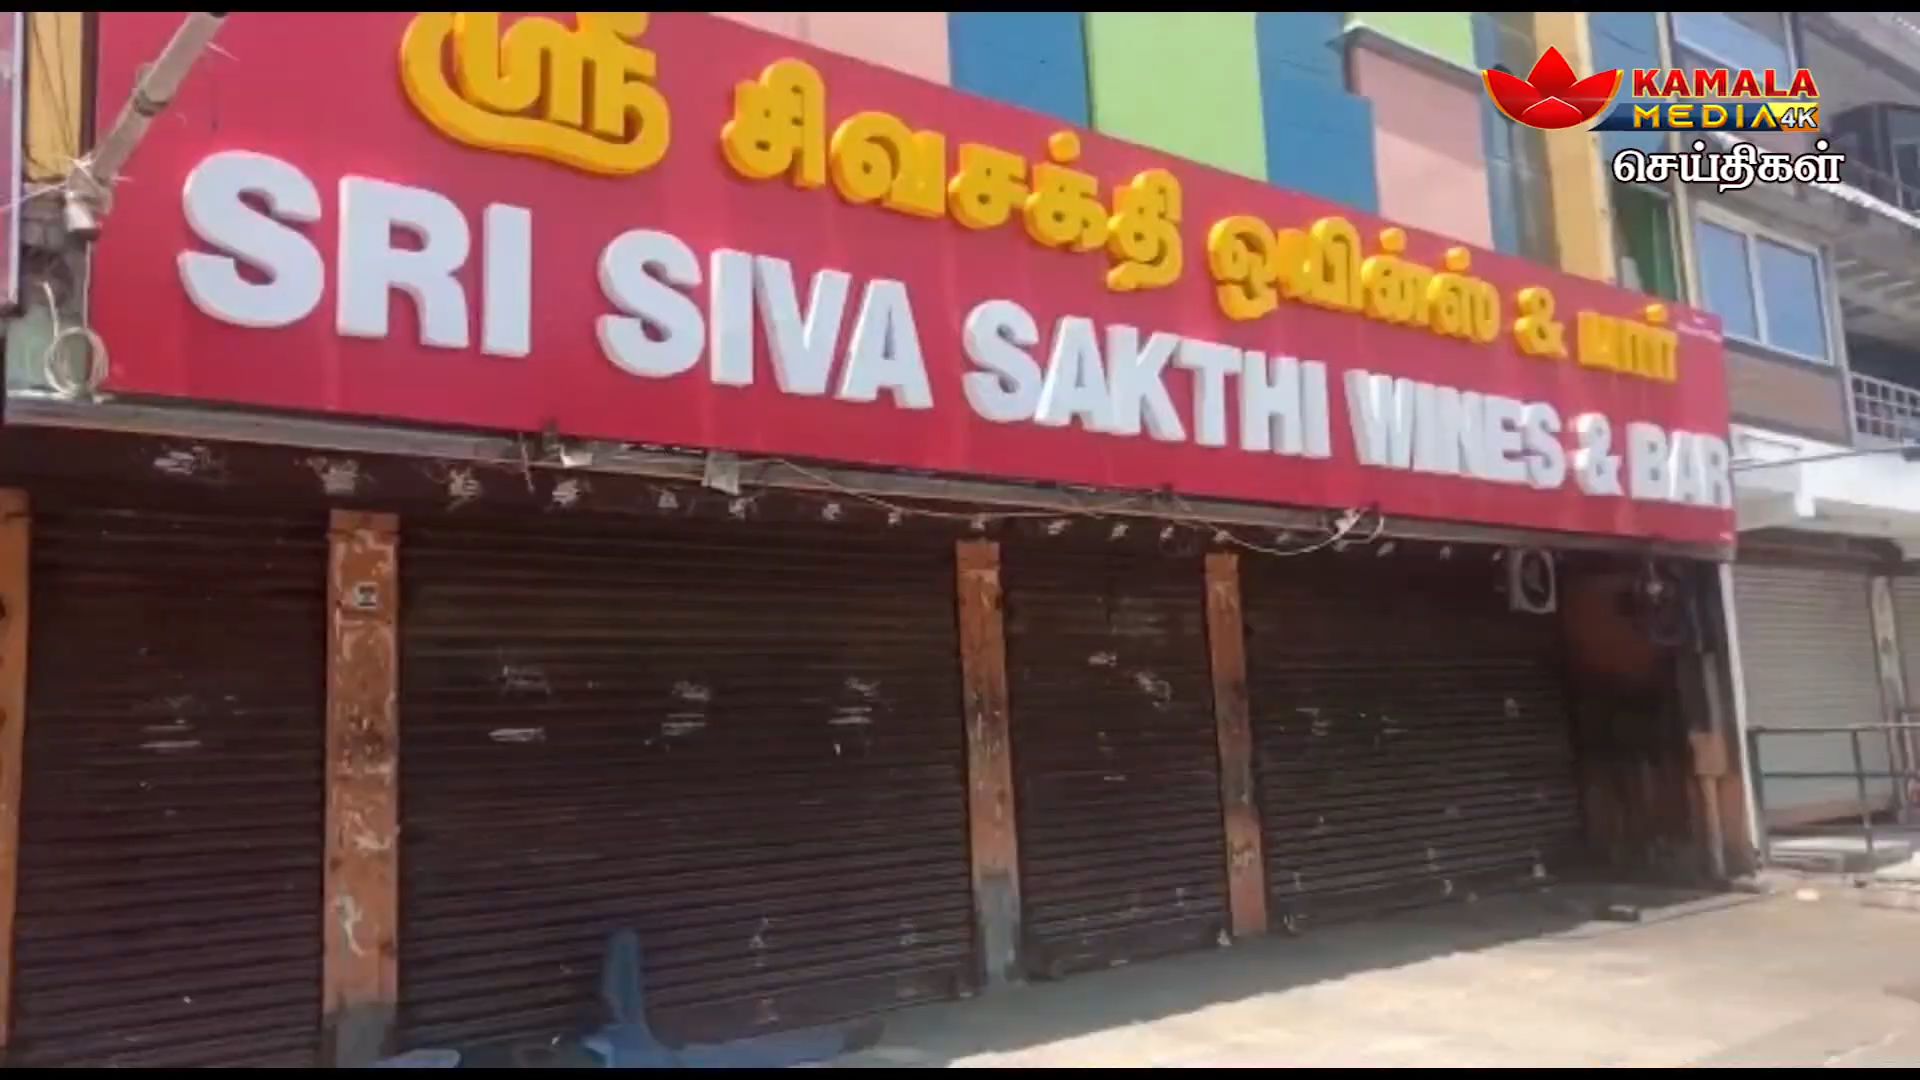 ஸ்ரீ சிவசக்தி ஒயின்ஸ் & பார்
SRI SIVA SAKTHI WINES & BAR
KAMALA
MEDIA 4K
செய்திகள்